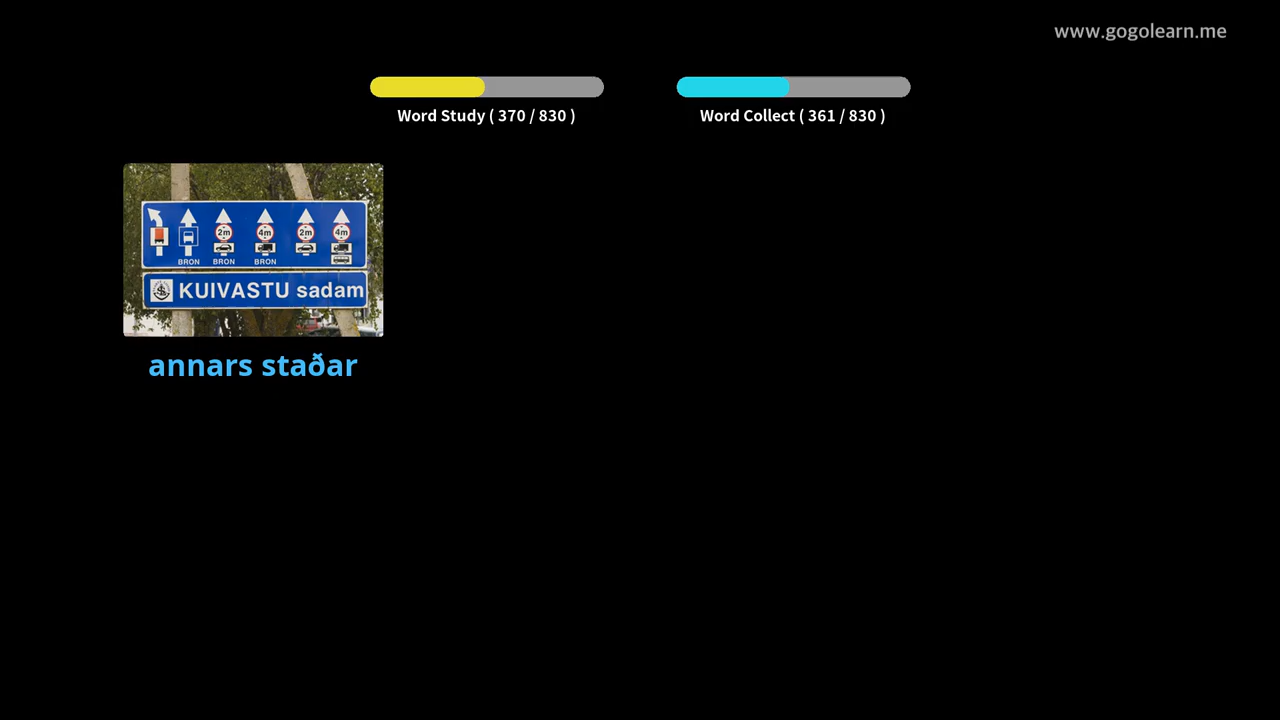 www.gogolearn.me
Word Study ( 370 / 830 )
Word Collect ( 361 / 830 )
2m
4m
2m
4m
BRON
BRON
BRON
KUIVASTU sadam
annars staðar